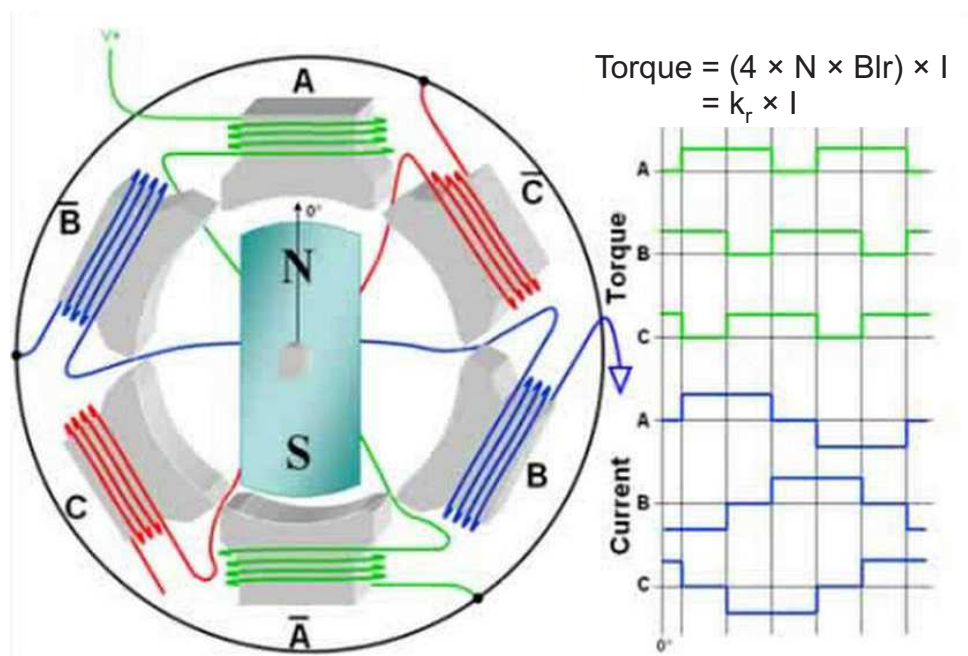 V+
A
Torque = (4 × N × Blr) × I
= kᵣ × I
C̅
B̅
0°
N
S
B
C
A̅
Torque
A
B
C
Current
A
B
C
0°